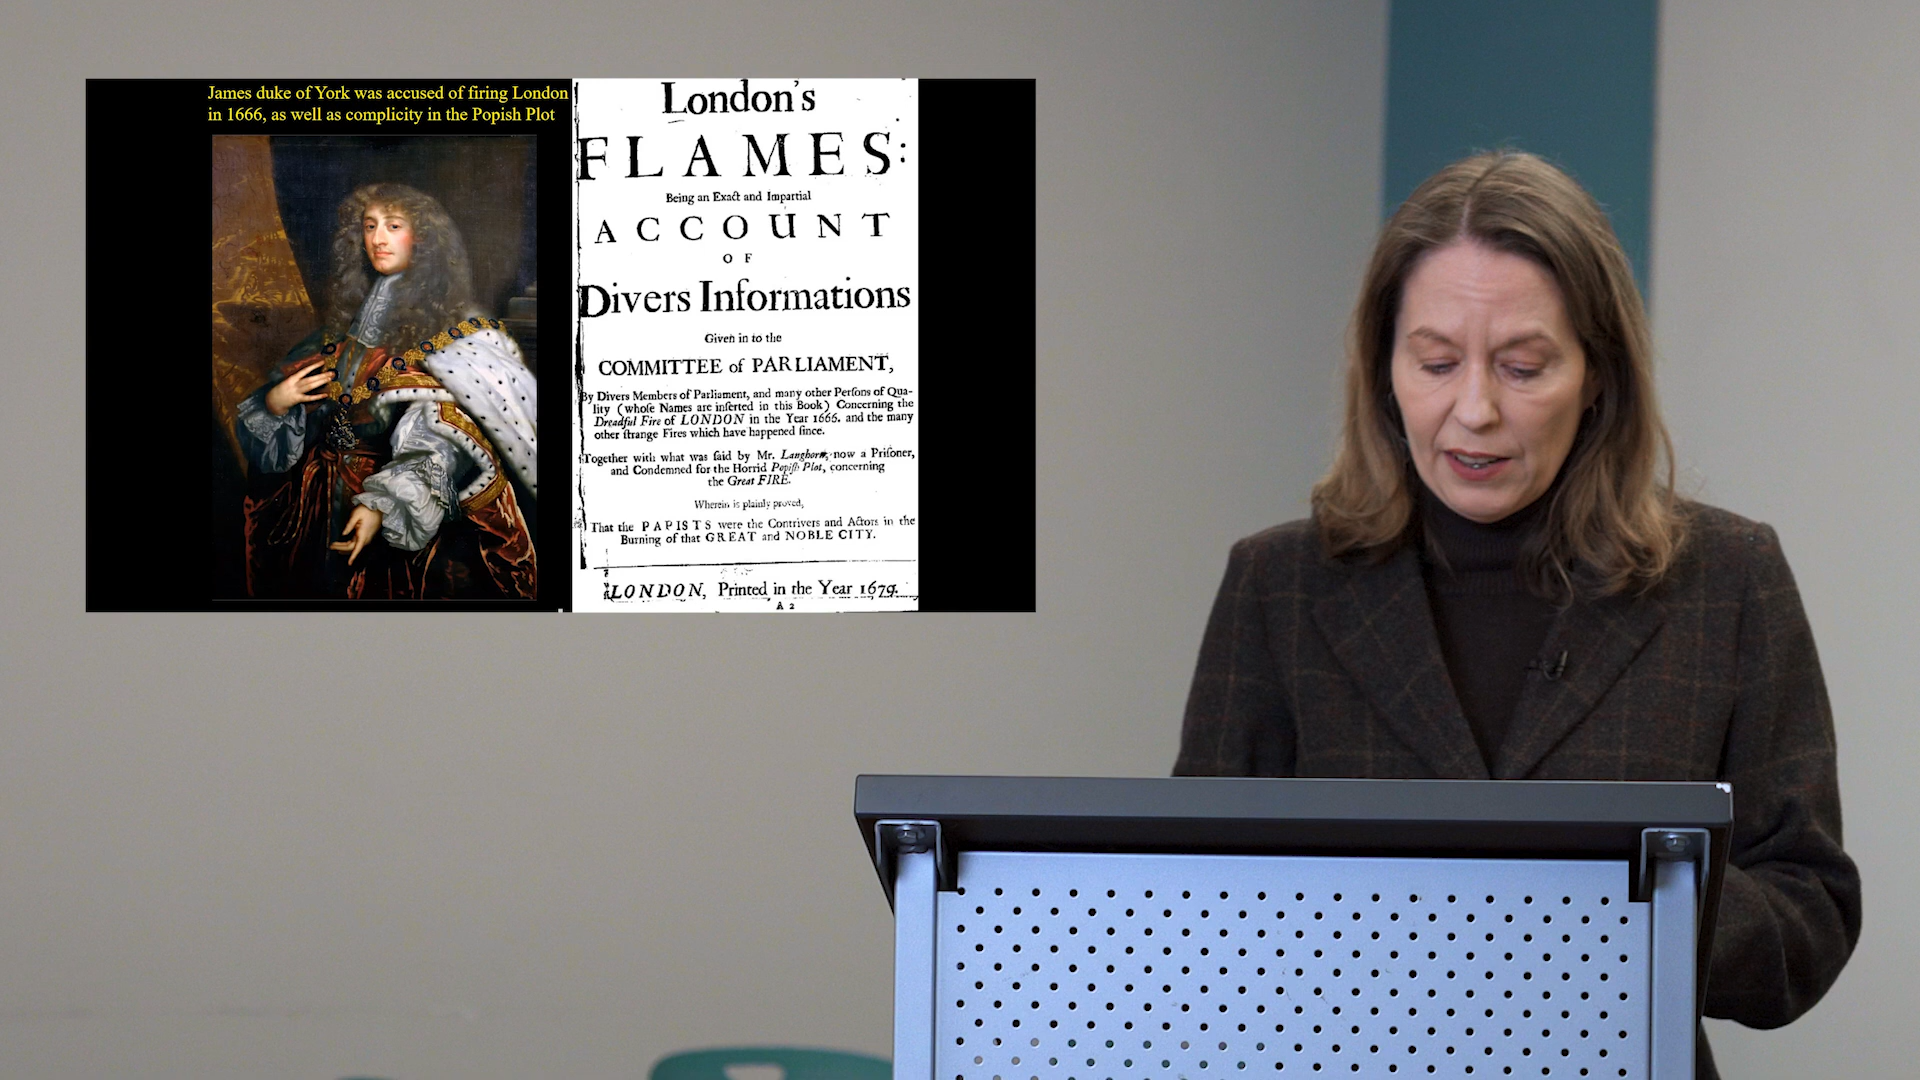 James duke of York was accused of firing London
in 1666, as well as complicity in the Popish Plot
London's
FLAMES:
Being an Exact and Impartial
ACCOUNT
OF
Divers Informations
Given in to the
COMMITTEE of PARLIAMENT,
By Divers Members of Parliament, and many other Perſons of Qua-
lity (whoſe Names are inſerted in this Book) Concerning the
Dreadful Fire of LONDON in the Year 1666. and the many
other ſtrange Fires which have happened ſince.
Together with what was ſaid by Mr. Langhorn, now a Priſoner,
and Condemned for the Horrid Popiſh Plot, concerning
the Great FIRE.
Wherein is plainly proved,
That the PAPISTS were the Contrivers and Actors in the
Burning of that GREAT and NOBLE CITY.
LONDON, Printed in the Year 1679.
A 2